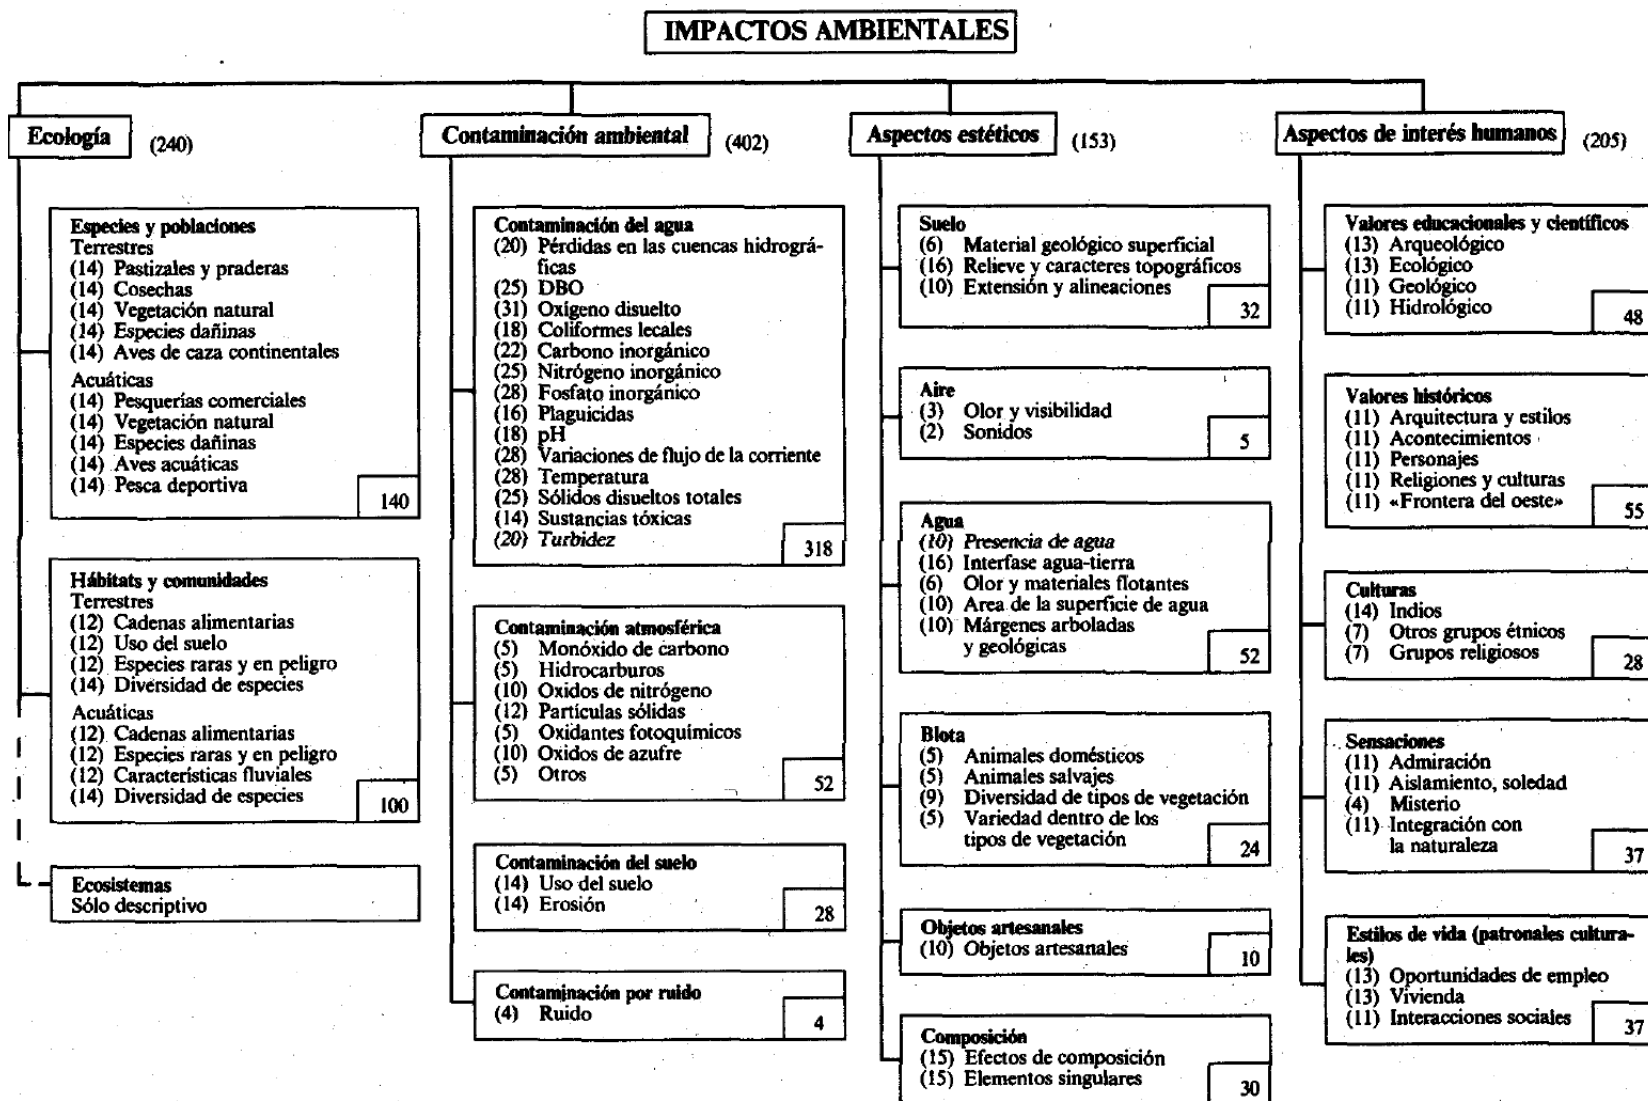 IMPACTOS AMBIENTALES
Ecología (240)
Especies y poblaciones
Terrestres
(14) Pastizales y praderas
(14) Cosechas
(14) Vegetación natural
(14) Especies dañinas
(14) Aves de caza continentales
Acuáticas
(14) Pesquerías comerciales
(14) Vegetación natural
(14) Especies dañinas
(14) Aves acuáticas
(14) Pesca deportiva
140
Hábitats y comunidades
Terrestres
(12) Cadenas alimentarias
(12) Uso del suelo
(12) Especies raras y en peligro
(14) Diversidad de especies
Acuáticas
(12) Cadenas alimentarias
(12) Especies raras y en peligro
(12) Características fluviales
(14) Diversidad de especies
100
Ecosistemas
Sólo descriptivo
Contaminación ambiental (402)
Contaminación del agua
(20) Pérdidas en las cuencas hidrográ-
ficas
(25) DBO
(31) Oxígeno disuelto
(18) Coliformes lecales
(22) Carbono inorgánico
(25) Nitrógeno inorgánico
(28) Fosfato inorgánico
(16) Plaguicidas
(18) pH
(28) Variaciones de flujo de la corriente
(28) Temperatura
(25) Sólidos disueltos totales
(14) Sustancias tóxicas
(20) Turbidez
318
Contaminación atmosférica
(5) Monóxido de carbono
(5) Hidrocarburos
(10) Oxidos de nitrógeno
(12) Partículas sólidas
(5) Oxidantes fotoquímicos
(10) Oxidos de azufre
(5) Otros
52
Contaminación del suelo
(14) Uso del suelo
(14) Erosión
28
Contaminación por ruido
(4) Ruido
4
Aspectos estéticos (153)
Suelo
(6) Material geológico superficial
(16) Relieve y caracteres topográficos
(10) Extensión y alineaciones
32
Aire
(3) Olor y visibilidad
(2) Sonidos
5
Agua
(10) Presencia de agua
(16) Interfase agua-tierra
(6) Olor y materiales flotantes
(10) Area de la superficie de agua
(10) Márgenes arboladas
y geológicas
52
Blota
(5) Animales domésticos
(5) Animales salvajes
(9) Diversidad de tipos de vegetación
(5) Variedad dentro de los
tipos de vegetación
24
Objetos artesanales
(10) Objetos artesanales
10
Composición
(15) Efectos de composición
(15) Elementos singulares
30
Aspectos de interés humanos (205)
Valores educacionales y científicos
(13) Arqueológico
(13) Ecológico
(11) Geológico
(11) Hidrológico
48
Valores históricos
(11) Arquitectura y estilos
(11) Acontecimientos
(11) Personajes
(11) Religiones y culturas
(11) «Frontera del oeste»
55
Culturas
(14) Indios
(7) Otros grupos étnicos
(7) Grupos religiosos
28
Sensaciones
(11) Admiración
(11) Aislamiento, soledad
(4) Misterio
(11) Integración con
la naturaleza
37
Estilos de vida (patronales cultura-
les)
(13) Oportunidades de empleo
(13) Vivienda
(11) Interacciones sociales
37